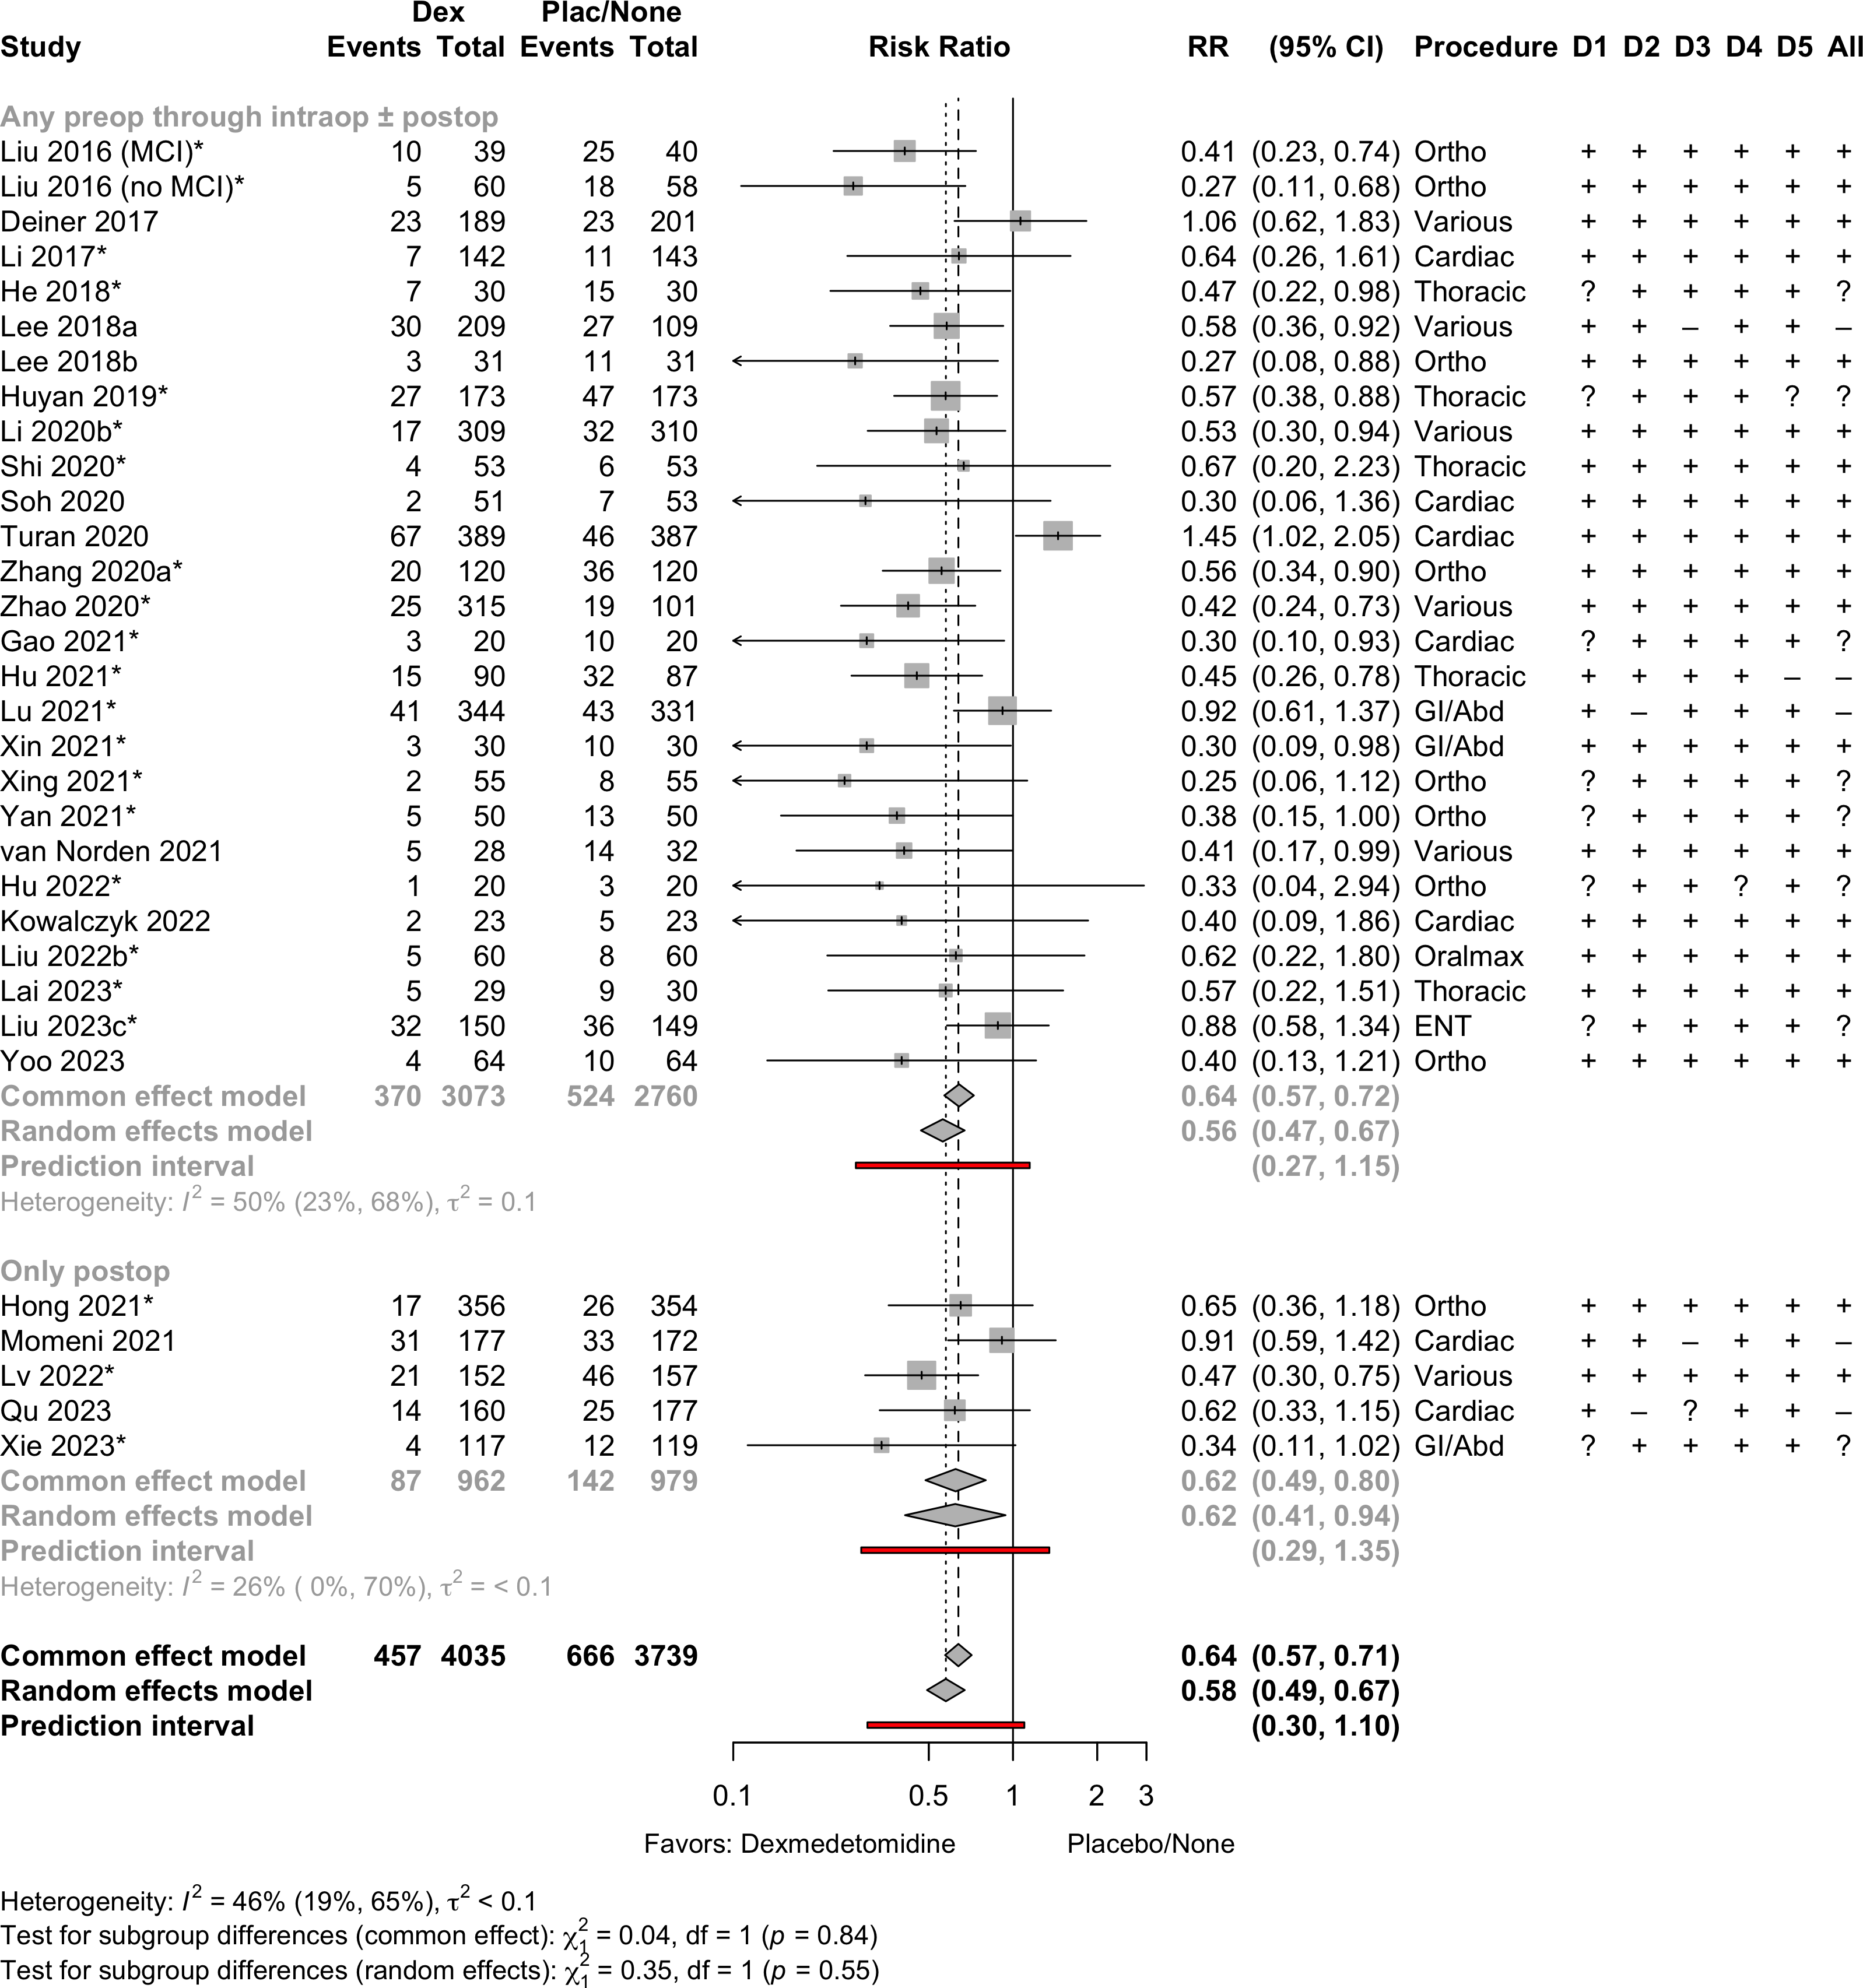 Dex Plac/None
Study Events Total Events Total Risk Ratio RR (95% CI) Procedure D1 D2 D3 D4 D5 All
Any preop through intraop ± postop
Liu 2016 (MCI)* 10 39 25 40 0.41 (0.23, 0.74) Ortho + + + + + +
Liu 2016 (no MCI)* 5 60 18 58 0.27 (0.11, 0.68) Ortho + + + + + +
Deiner 2017 23 189 23 201 1.06 (0.62, 1.83) Various + + + + + +
Li 2017* 7 142 11 143 0.64 (0.26, 1.61) Cardiac + + + + + +
He 2018* 7 30 15 30 0.47 (0.22, 0.98) Thoracic ? + + + + ?
Lee 2018a 30 209 27 109 0.58 (0.36, 0.92) Various + + – + + –
Lee 2018b 3 31 11 31 0.27 (0.08, 0.88) Ortho + + + + + +
Huyan 2019* 27 173 47 173 0.57 (0.38, 0.88) Thoracic ? + + + ? ?
Li 2020b* 17 309 32 310 0.53 (0.30, 0.94) Various + + + + + +
Shi 2020* 4 53 6 53 0.67 (0.20, 2.23) Thoracic + + + + + +
Soh 2020 2 51 7 53 0.30 (0.06, 1.36) Cardiac + + + + + +
Turan 2020 67 389 46 387 1.45 (1.02, 2.05) Cardiac + + + + + +
Zhang 2020a* 20 120 36 120 0.56 (0.34, 0.90) Ortho + + + + + +
Zhao 2020* 25 315 19 101 0.42 (0.24, 0.73) Various + + + + + +
Gao 2021* 3 20 10 20 0.30 (0.10, 0.93) Cardiac ? + + + + ?
Hu 2021* 15 90 32 87 0.45 (0.26, 0.78) Thoracic + + + + – –
Lu 2021* 41 344 43 331 0.92 (0.61, 1.37) GI/Abd + – + + + –
Xin 2021* 3 30 10 30 0.30 (0.09, 0.98) GI/Abd + + + + + +
Xing 2021* 2 55 8 55 0.25 (0.06, 1.12) Ortho ? + + + + ?
Yan 2021* 5 50 13 50 0.38 (0.15, 1.00) Ortho ? + + + + ?
van Norden 2021 5 28 14 32 0.41 (0.17, 0.99) Various + + + + + +
Hu 2022* 1 20 3 20 0.33 (0.04, 2.94) Ortho ? + + ? + ?
Kowalczyk 2022 2 23 5 23 0.40 (0.09, 1.86) Cardiac + + + + + +
Liu 2022b* 5 60 8 60 0.62 (0.22, 1.80) Oralmax + + + + + +
Lai 2023* 5 29 9 30 0.57 (0.22, 1.51) Thoracic + + + + + +
Liu 2023c* 32 150 36 149 0.88 (0.58, 1.34) ENT ? + + + + ?
Yoo 2023 4 64 10 64 0.40 (0.13, 1.21) Ortho + + + + + +
Common effect model 370 3073 524 2760 0.64 (0.57, 0.72)
Random effects model 0.56 (0.47, 0.67)
Prediction interval (0.27, 1.15)
Heterogeneity: I² = 50% (23%, 68%), τ² = 0.1
Only postop
Hong 2021* 17 356 26 354 0.65 (0.36, 1.18) Ortho + + + + + +
Momeni 2021 31 177 33 172 0.91 (0.59, 1.42) Cardiac + + – + + –
Lv 2022* 21 152 46 157 0.47 (0.30, 0.75) Various + + + + + +
Qu 2023 14 160 25 177 0.62 (0.33, 1.15) Cardiac + – ? + + –
Xie 2023* 4 117 12 119 0.34 (0.11, 1.02) GI/Abd ? + + + + ?
Common effect model 87 962 142 979 0.62 (0.49, 0.80)
Random effects model 0.62 (0.41, 0.94)
Prediction interval (0.29, 1.35)
Heterogeneity: I² = 26% ( 0%, 70%), τ² = < 0.1
Common effect model 457 4035 666 3739 0.64 (0.57, 0.71)
Random effects model 0.58 (0.49, 0.67)
Prediction interval (0.30, 1.10)
0.1 0.5 1 2 3
Favors: Dexmedetomidine Placebo/None
Heterogeneity: I² = 46% (19%, 65%), τ² < 0.1
Test for subgroup differences (common effect): χ²₁ = 0.04, df = 1 (p = 0.84)
Test for subgroup differences (random effects): χ²₁ = 0.35, df = 1 (p = 0.55)